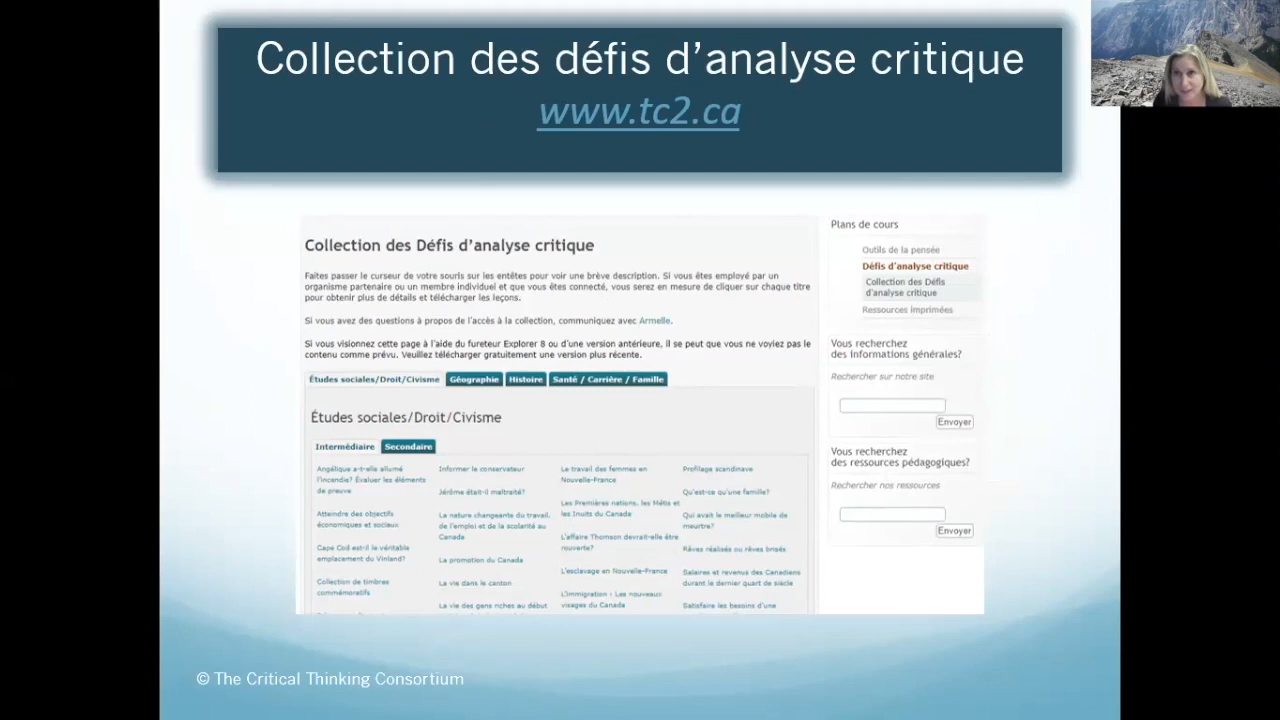 Collection des défis d’analyse critique
www.tc2.ca
Collection des Défis d’analyse critique
Faites passer le curseur de votre souris sur les entêtes pour voir une brève description. Si vous êtes employé par un
organisme partenaire ou un membre individuel et que vous êtes connecté, vous serez en mesure de cliquer sur chaque titre
pour obtenir plus de détails et télécharger les leçons.
Si vous avez des questions à propos de l’accès à la collection, communiquez avec Armelle.
Si vous visionnez cette page à l’aide du fureteur Explorer 8 ou d’une version antérieure, il se peut que vous ne voyiez pas le
contenu comme prévu. Veuillez télécharger gratuitement une version plus récente.
Études sociales/Droit/Civisme Géographie Histoire Santé / Carrière / Famille
Études sociales/Droit/Civisme
Intermédiaire Secondaire
Angélique a-t-elle allumé
l’incendie? Évaluer les éléments
de preuve
Atteindre des objectifs
économiques et sociaux
Cape Cod est-il le véritable
emplacement du Vinland?
Collection de timbres
commémoratifs
Informer le conservateur
Jérôme était-il maltraité?
La nature changeante du travail,
de l’emploi et de la scolarité au
Canada
La promotion du Canada
La vie dans le canton
La vie des gens riches au début
Le travail des femmes en
Nouvelle-France
Les Premières nations, les Métis et
les Inuits du Canada
L’affaire Thomson devrait-elle être
rouverte?
L’esclavage en Nouvelle-France
L’immigration : Les nouveaux
visages du Canada
Profilage scandinave
Qu’est-ce qu’une famille?
Qui avait le meilleur mobile de
meurtre?
Rêves réalisés ou rêves brisés
Salaires et revenus des Canadiens
durant le dernier quart de siècle
Satisfaire les besoins d’une
Plans de cours
Outils de la pensée
Défis d’analyse critique
Collection des Défis
d’analyse critique
Ressources imprimées
Vous recherchez
des informations générales?
Rechercher sur notre site
Envoyer
Vous recherchez
des ressources pédagogiques?
Rechercher nos ressources
Envoyer
© The Critical Thinking Consortium